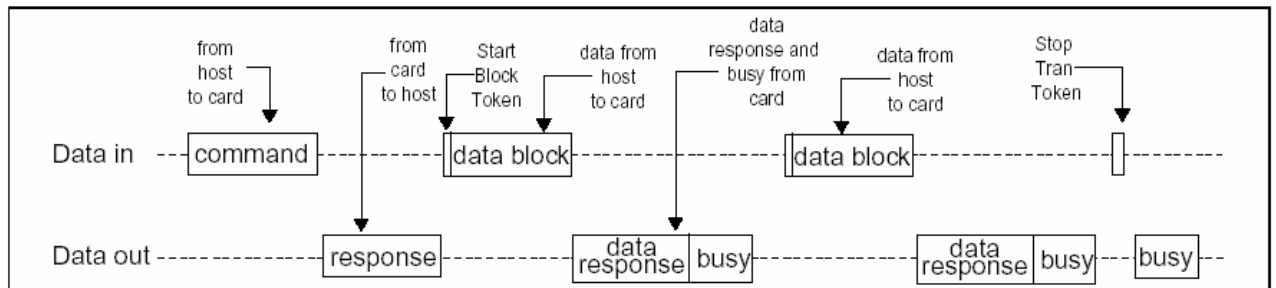 from
host
to card
from
card
to host
Start
Block
Token
data from
host
to card
data
response and
busy from
card
data from
host
to card
Stop
Tran
Token
Data in
command
data block
data block
Data out
response
data
response
busy
data
response
busy
busy